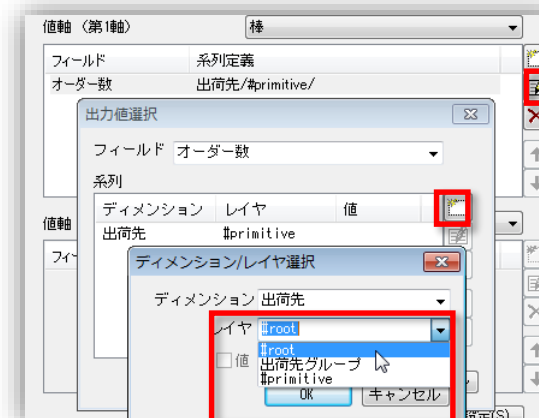 値軸（第1軸） 棒
フィールド 系列定義
オーダー数 出荷先/#primitive/
出力値選択
フィールド オーダー数
系列
ディメンション レイヤ 値
出荷先 #primitive
値軸
ディメンション/レイヤ選択
ディメンション 出荷先
レイヤ #root
#root
値 出荷先グループ
#primitive
OK キャンセル